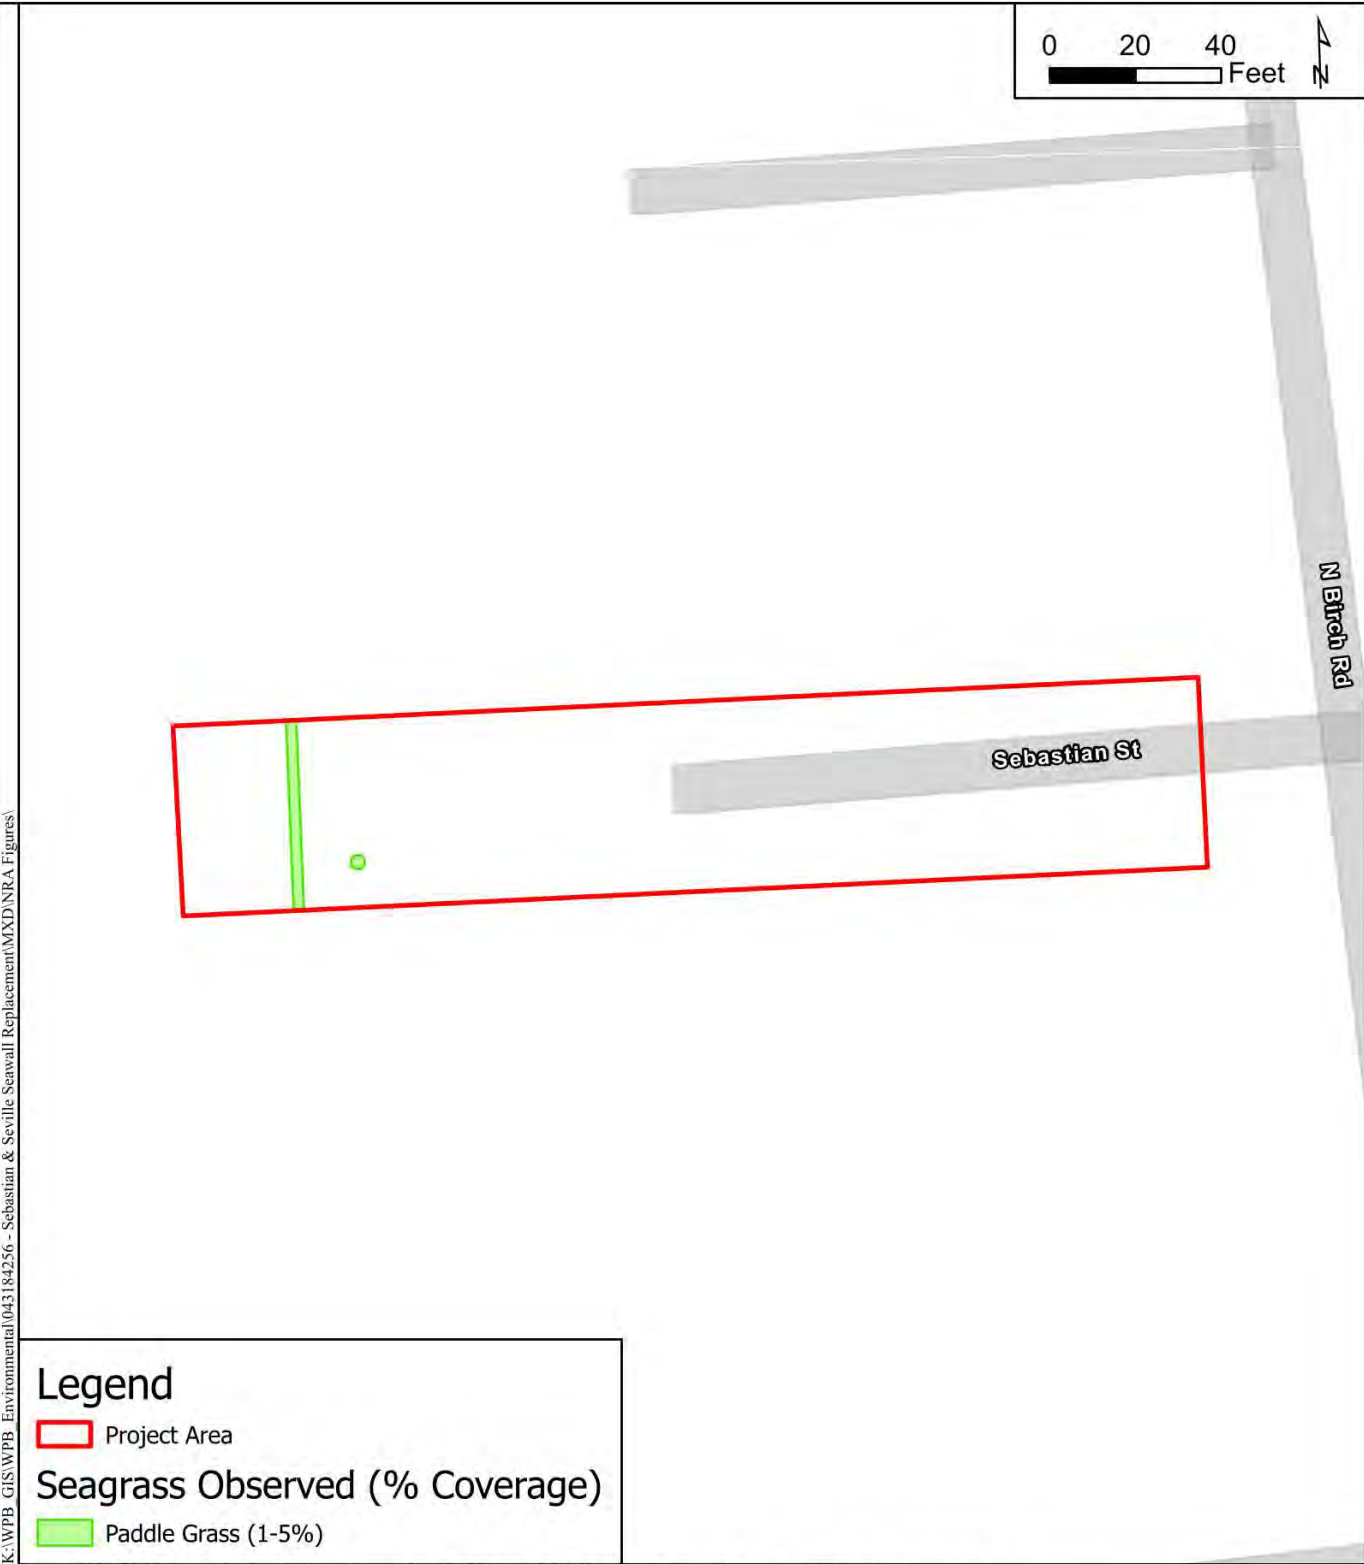 0 20 40
Feet
N
N Birch Rd
Sebastian St
K:\WPB_GIS\WPB_Environmental\043184256 - Sebastian & Seville Seawall Replacement\MXD\NRA Figures\
Legend
Project Area
Seagrass Observed (% Coverage)
Paddle Grass (1-5%)